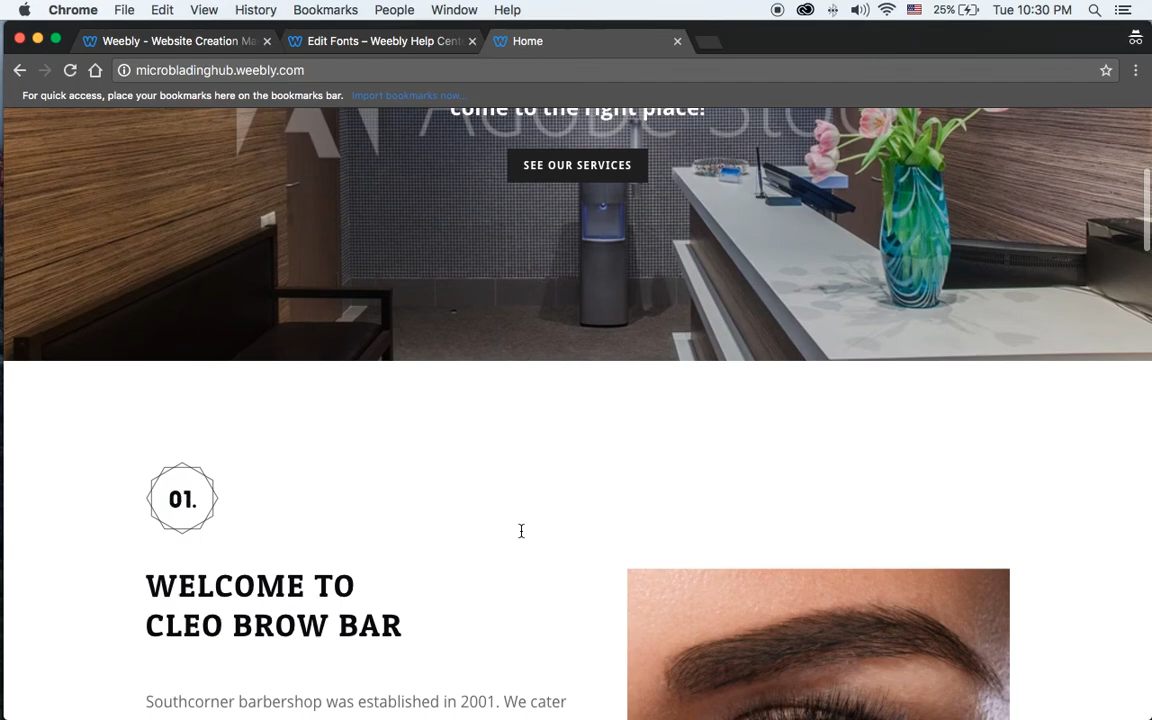 Chrome File Edit View History Bookmarks People Window Help 25% Tue 10:30 PM
Weebly - Website Creation Ma Edit Fonts – Weebly Help Cent Home
microbladinghub.weebly.com
For quick access, place your bookmarks here on the bookmarks bar. Import bookmarks now...
come to the right place!
Adobe Stock
SEE OUR SERVICES
01.
WELCOME TO
CLEO BROW BAR
Southcorner barbershop was established in 2001. We cater